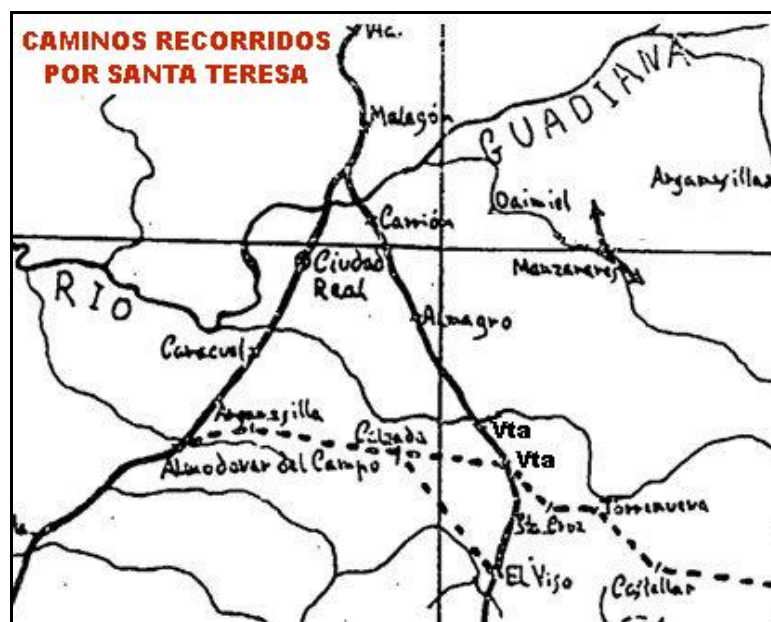 CAMINOS RECORRIDOS
POR SANTA TERESA
Malagón
GUADIANA
Argamasillas
Daimiel
Carrión
Manzanares
Ciudad
Real
RIO
Almagro
Caracuel
Argamasilla
Calzada
Vta
Vta
Almodovar del Campo
Torrenueva
Sta. Cruz
El Viso
Castellar